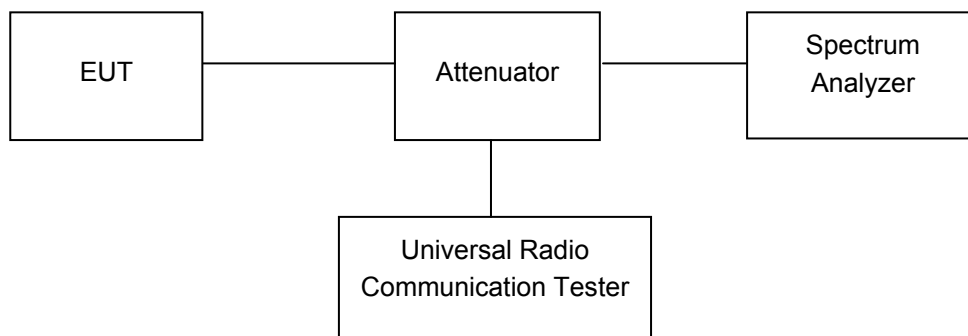 EUT
Attenuator
Spectrum
Analyzer
Universal Radio
Communication Tester